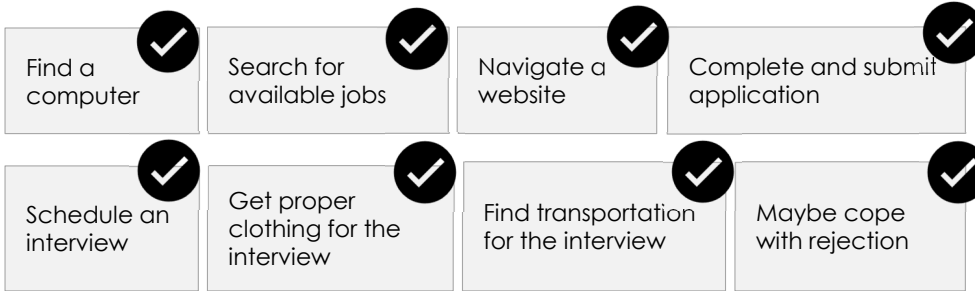 Find a
computer
Search for
available jobs
Navigate a
website
Complete and submit
application
Schedule an
interview
Get proper
clothing for the
interview
Find transportation
for the interview
Maybe cope
with rejection